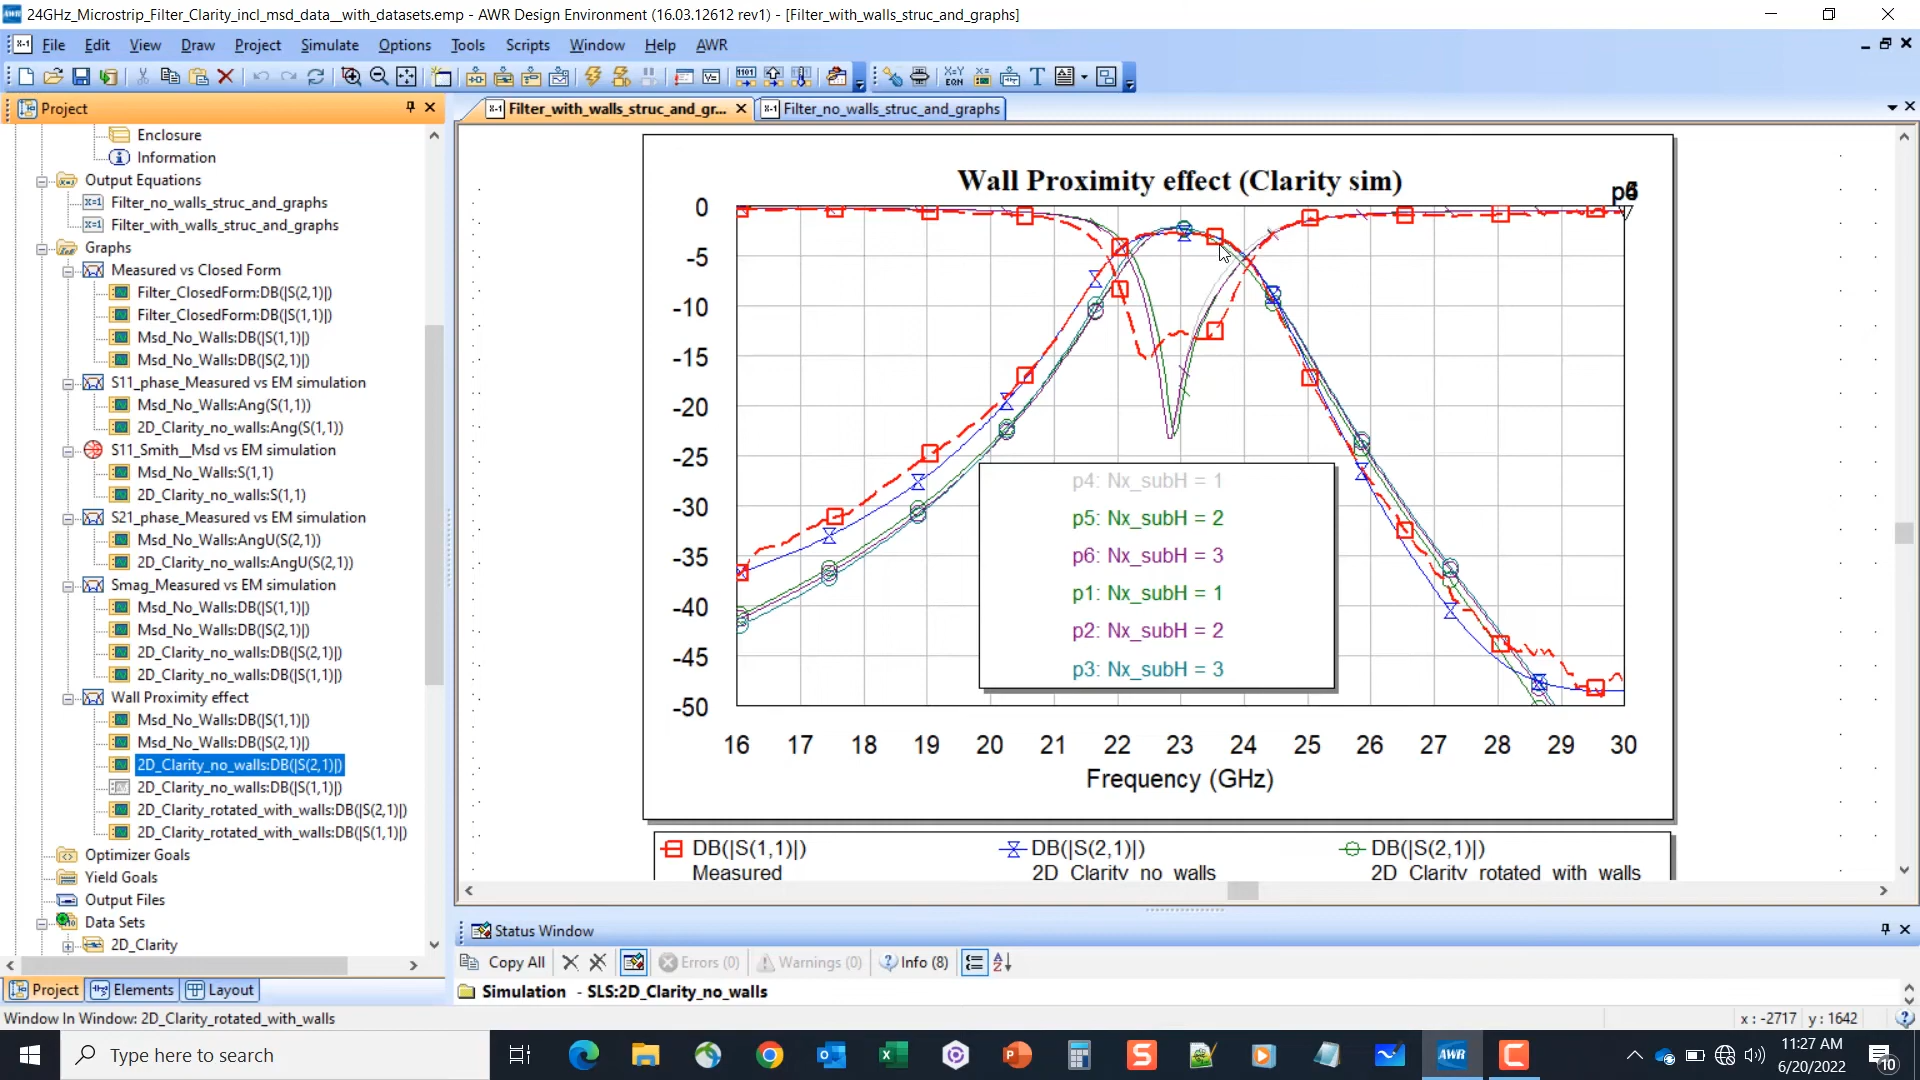 24GHz_Microstrip_Filter_Clarity_incl_msd_data__with_datasets.emp - AWR Design Environment (16.03.12612 rev1) - [Filter_with_walls_struc_and_graphs]
File Edit View Draw Project Simulate Options Tools Scripts Window Help AWR
Project
Filter_with_walls_struc_and_gr...
Filter_no_walls_struc_and_graphs
Enclosure
Information
Output Equations
Filter_no_walls_struc_and_graphs
Filter_with_walls_struc_and_graphs
Graphs
Measured vs Closed Form
Filter_ClosedForm:DB(|S(2,1)|)
Filter_ClosedForm:DB(|S(1,1)|)
Msd_No_Walls:DB(|S(1,1)|)
Msd_No_Walls:DB(|S(2,1)|)
S11_phase_Measured vs EM simulation
Msd_No_Walls:Ang(S(1,1))
2D_Clarity_no_walls:Ang(S(1,1))
S11_Smith__Msd vs EM simulation
Msd_No_Walls:S(1,1)
2D_Clarity_no_walls:S(1,1)
S21_phase_Measured vs EM simulation
Msd_No_Walls:AngU(S(2,1))
2D_Clarity_no_walls:AngU(S(2,1))
Smag_Measured vs EM simulation
Msd_No_Walls:DB(|S(1,1)|)
Msd_No_Walls:DB(|S(2,1)|)
2D_Clarity_no_walls:DB(|S(2,1)|)
2D_Clarity_no_walls:DB(|S(1,1)|)
Wall Proximity effect
Msd_No_Walls:DB(|S(1,1)|)
Msd_No_Walls:DB(|S(2,1)|)
2D_Clarity_no_walls:DB(|S(2,1)|)
2D_Clarity_no_walls:DB(|S(1,1)|)
2D_Clarity_rotated_with_walls:DB(|S(2,1)|)
2D_Clarity_rotated_with_walls:DB(|S(1,1)|)
Optimizer Goals
Yield Goals
Output Files
Data Sets
2D_Clarity
Project Elements Layout
Window In Window: 2D_Clarity_rotated_with_walls
Wall Proximity effect (Clarity sim)
0
-5
-10
-15
-20
-25
-30
-35
-40
-45
-50
p4: Nx_subH = 1
p5: Nx_subH = 2
p6: Nx_subH = 3
p1: Nx_subH = 1
p2: Nx_subH = 2
p3: Nx_subH = 3
16 17 18 19 20 21 22 23 24 25 26 27 28 29 30
Frequency (GHz)
DB(|S(1,1)|)
Measured
DB(|S(2,1)|)
2D_Clarity_no_walls
DB(|S(2,1)|)
2D_Clarity_rotated_with_walls
Status Window
Copy All
Errors (0) Warnings (0) Info (8)
Simulation - SLS:2D_Clarity_no_walls
x : -2717 y : 1642
Type here to search
AWR
11:27 AM
6/20/2022
10